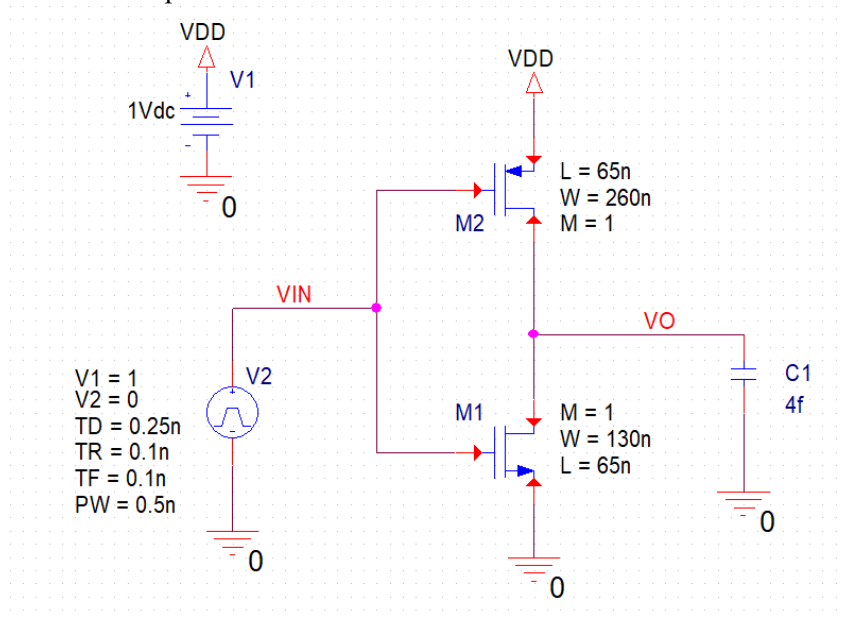 VDD
V1
+
1Vdc
-
0
VDD
L = 65n
W = 260n
M = 1
M2
VIN
VO
V1 = 1
V2 = 0
TD = 0.25n
TR = 0.1n
TF = 0.1n
PW = 0.5n
V2
+
-
0
M1
M = 1
W = 130n
L = 65n
0
C1
4f
0